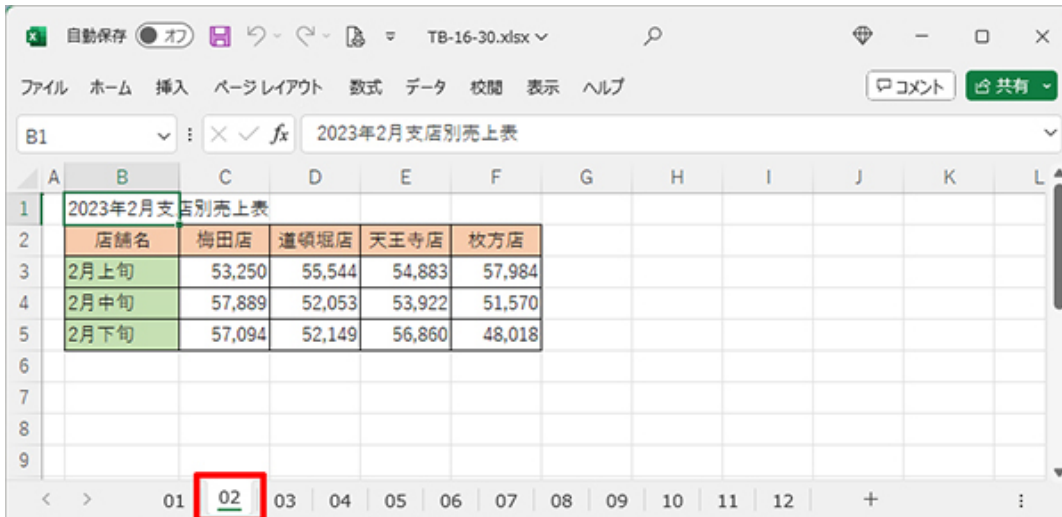 自動保存 オフ TB-16-30.xlsx
ファイル ホーム 挿入 ページ レイアウト 数式 データ 校閲 表示 ヘルプ コメント 共有
B1 fx 2023年2月支店別売上表
A B C D E F G H I J K L
1 2023年2月支店別売上表
2 店舗名 梅田店 道頓堀店 天王寺店 枚方店
3 2月上旬 53,250 55,544 54,883 57,984
4 2月中旬 57,889 52,053 53,922 51,570
5 2月下旬 57,094 52,149 56,860 48,018
6
7
8
9
01 02 03 04 05 06 07 08 09 10 11 12